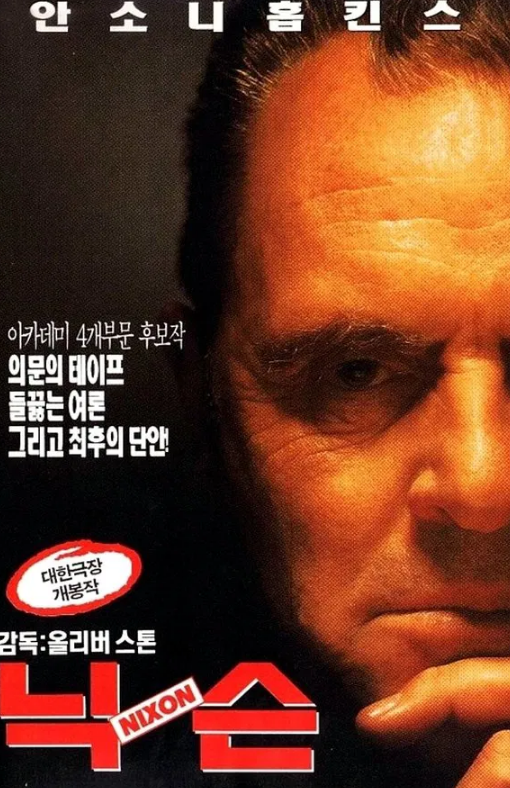 안소니홉킨스
아카데미 4개부문 후보작
의문의 테이프
들끓는 여론
그리고 최후의 단안!
대한극장
개봉작
감독:올리버 스톤
닉슨
NIXON